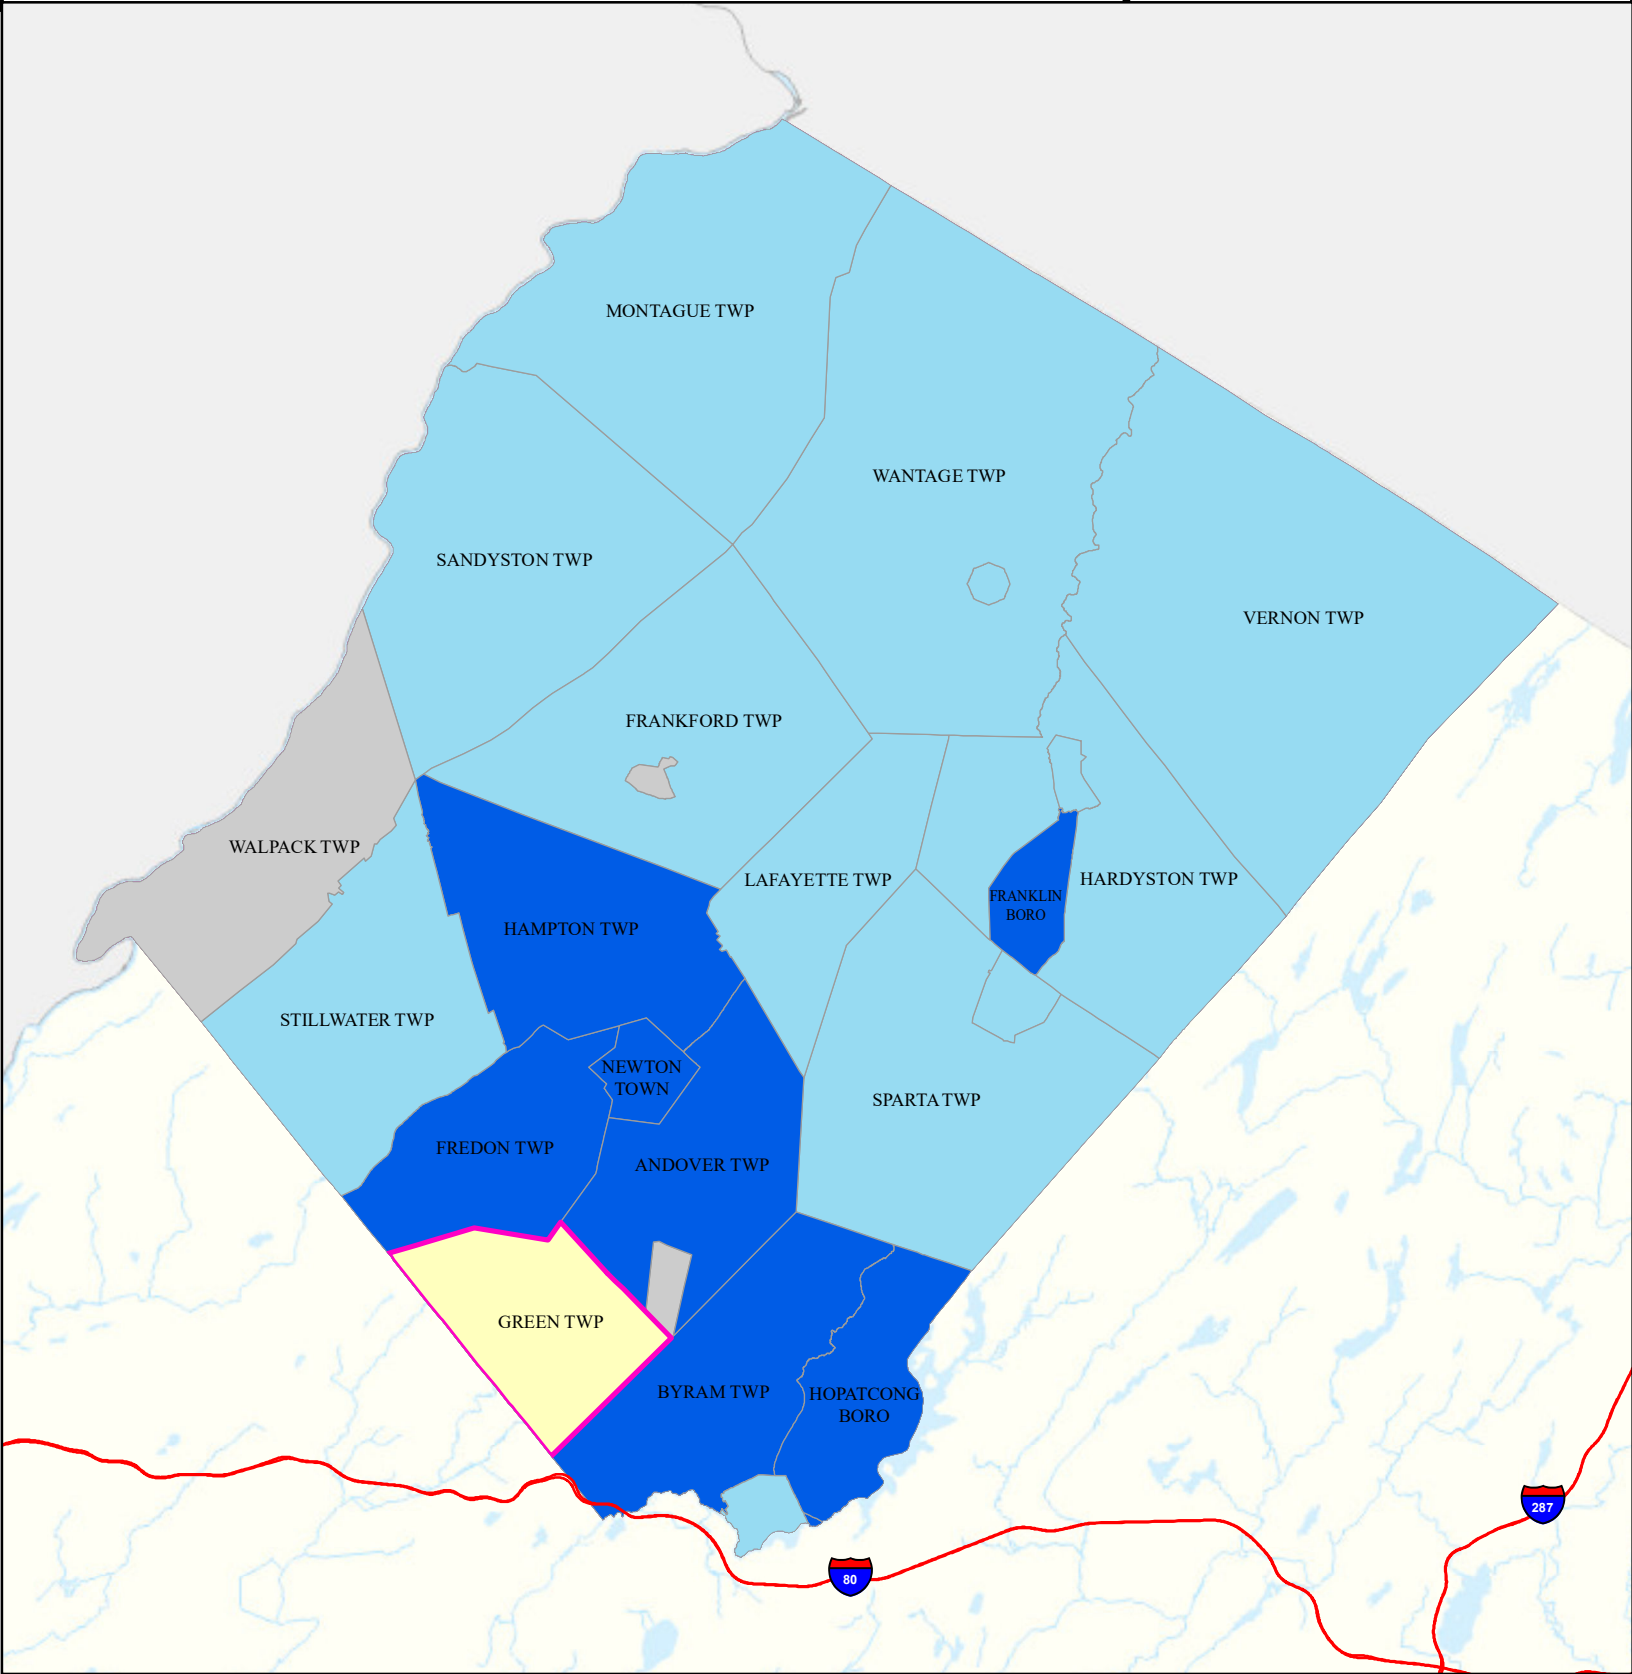 MONTAGUE TWP
WANTAGE TWP
SANDYSTON TWP
VERNON TWP
FRANKFORD TWP
WALPACK TWP
LAFAYETTE TWP
HARDYSTON TWP
FRANKLIN
BORO
HAMPTON TWP
STILLWATER TWP
NEWTON
TOWN
SPARTA TWP
FREDON TWP
ANDOVER TWP
GREEN TWP
BYRAM TWP
HOPATCONG
BORO
287
80